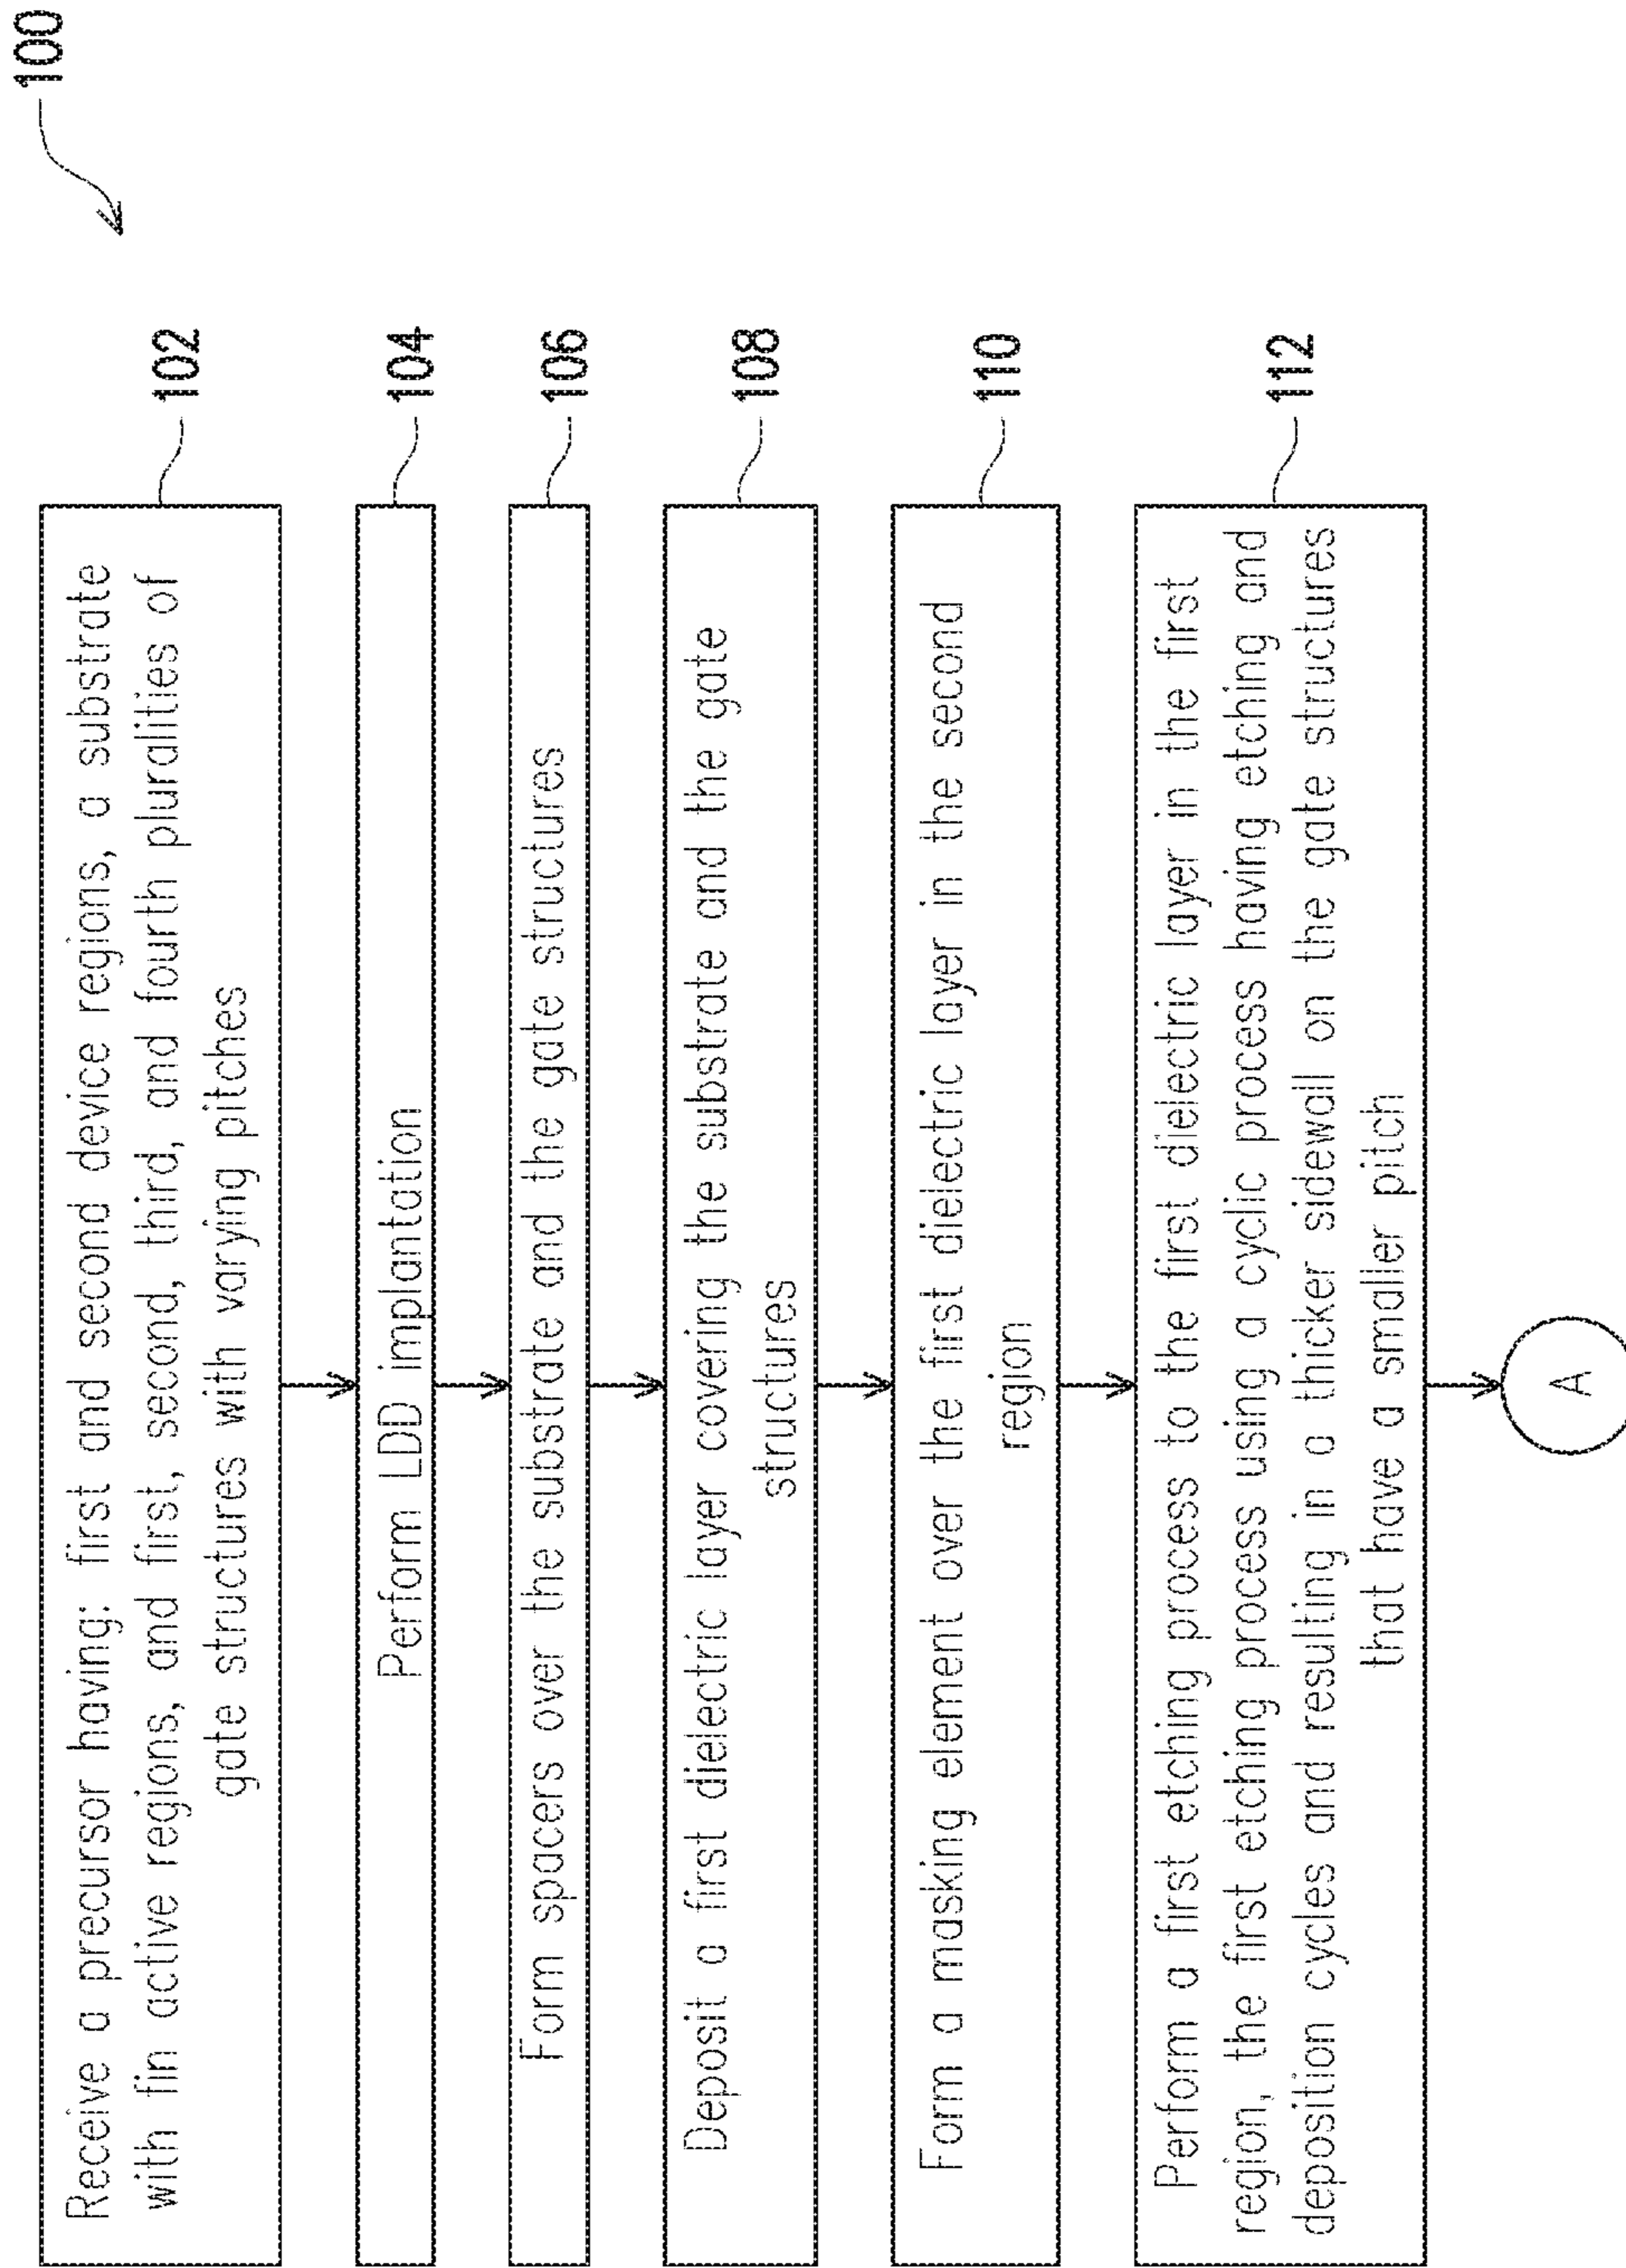 100
Receive a precursor having: first and second device regions, a substrate
with fin active regions, and first, second, third, and fourth pluralities of
gate structures with varying pitches
102
Perform LDD implantation
104
Form spacers over the substrate and the gate structures
106
Deposit a first dielectric layer covering the substrate and the gate
structures
108
Form a masking element over the first dielectric layer in the second
region
110
Perform a first etching process to the first dielectric layer in the first
region, the first etching process using a cyclic process having etching and
deposition cycles and resulting in a thicker sidewall on the gate structures
that have a smaller pitch
112
A